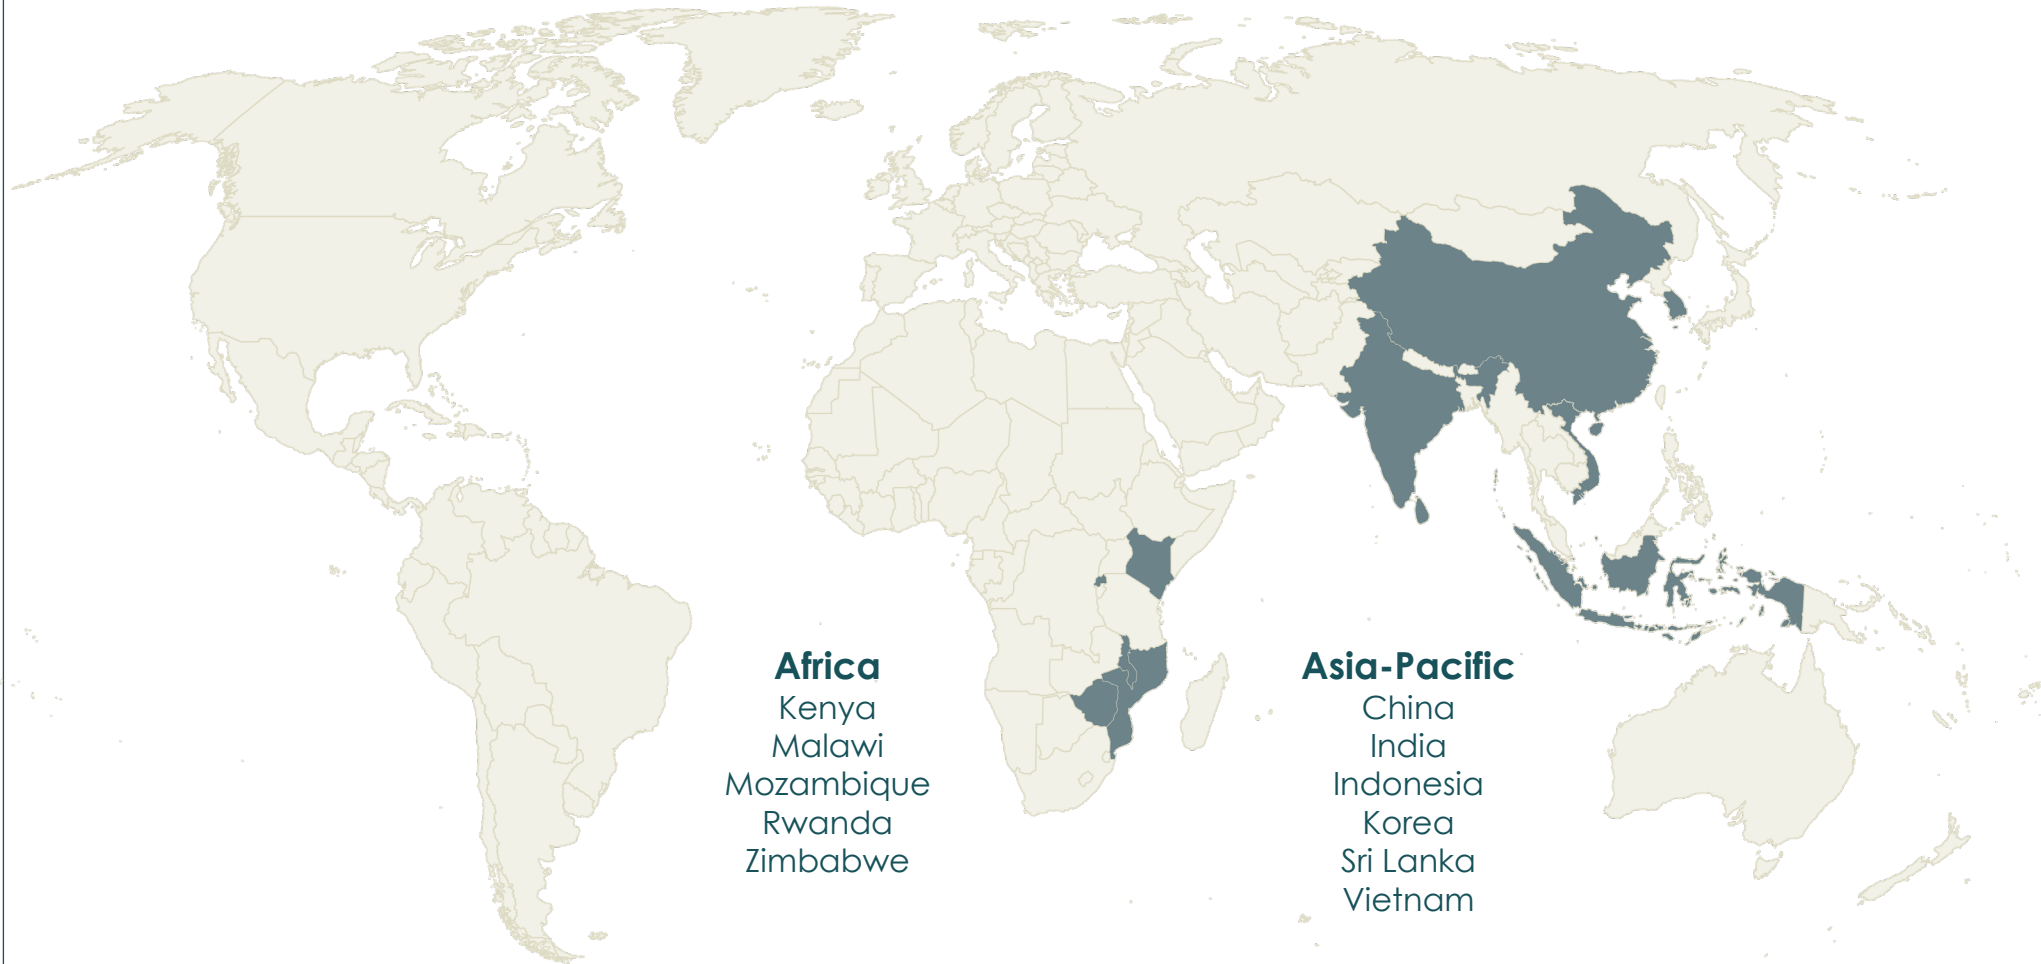 Africa
Kenya
Malawi
Mozambique
Rwanda
Zimbabwe
Asia-Pacific
China
India
Indonesia
Korea
Sri Lanka
Vietnam